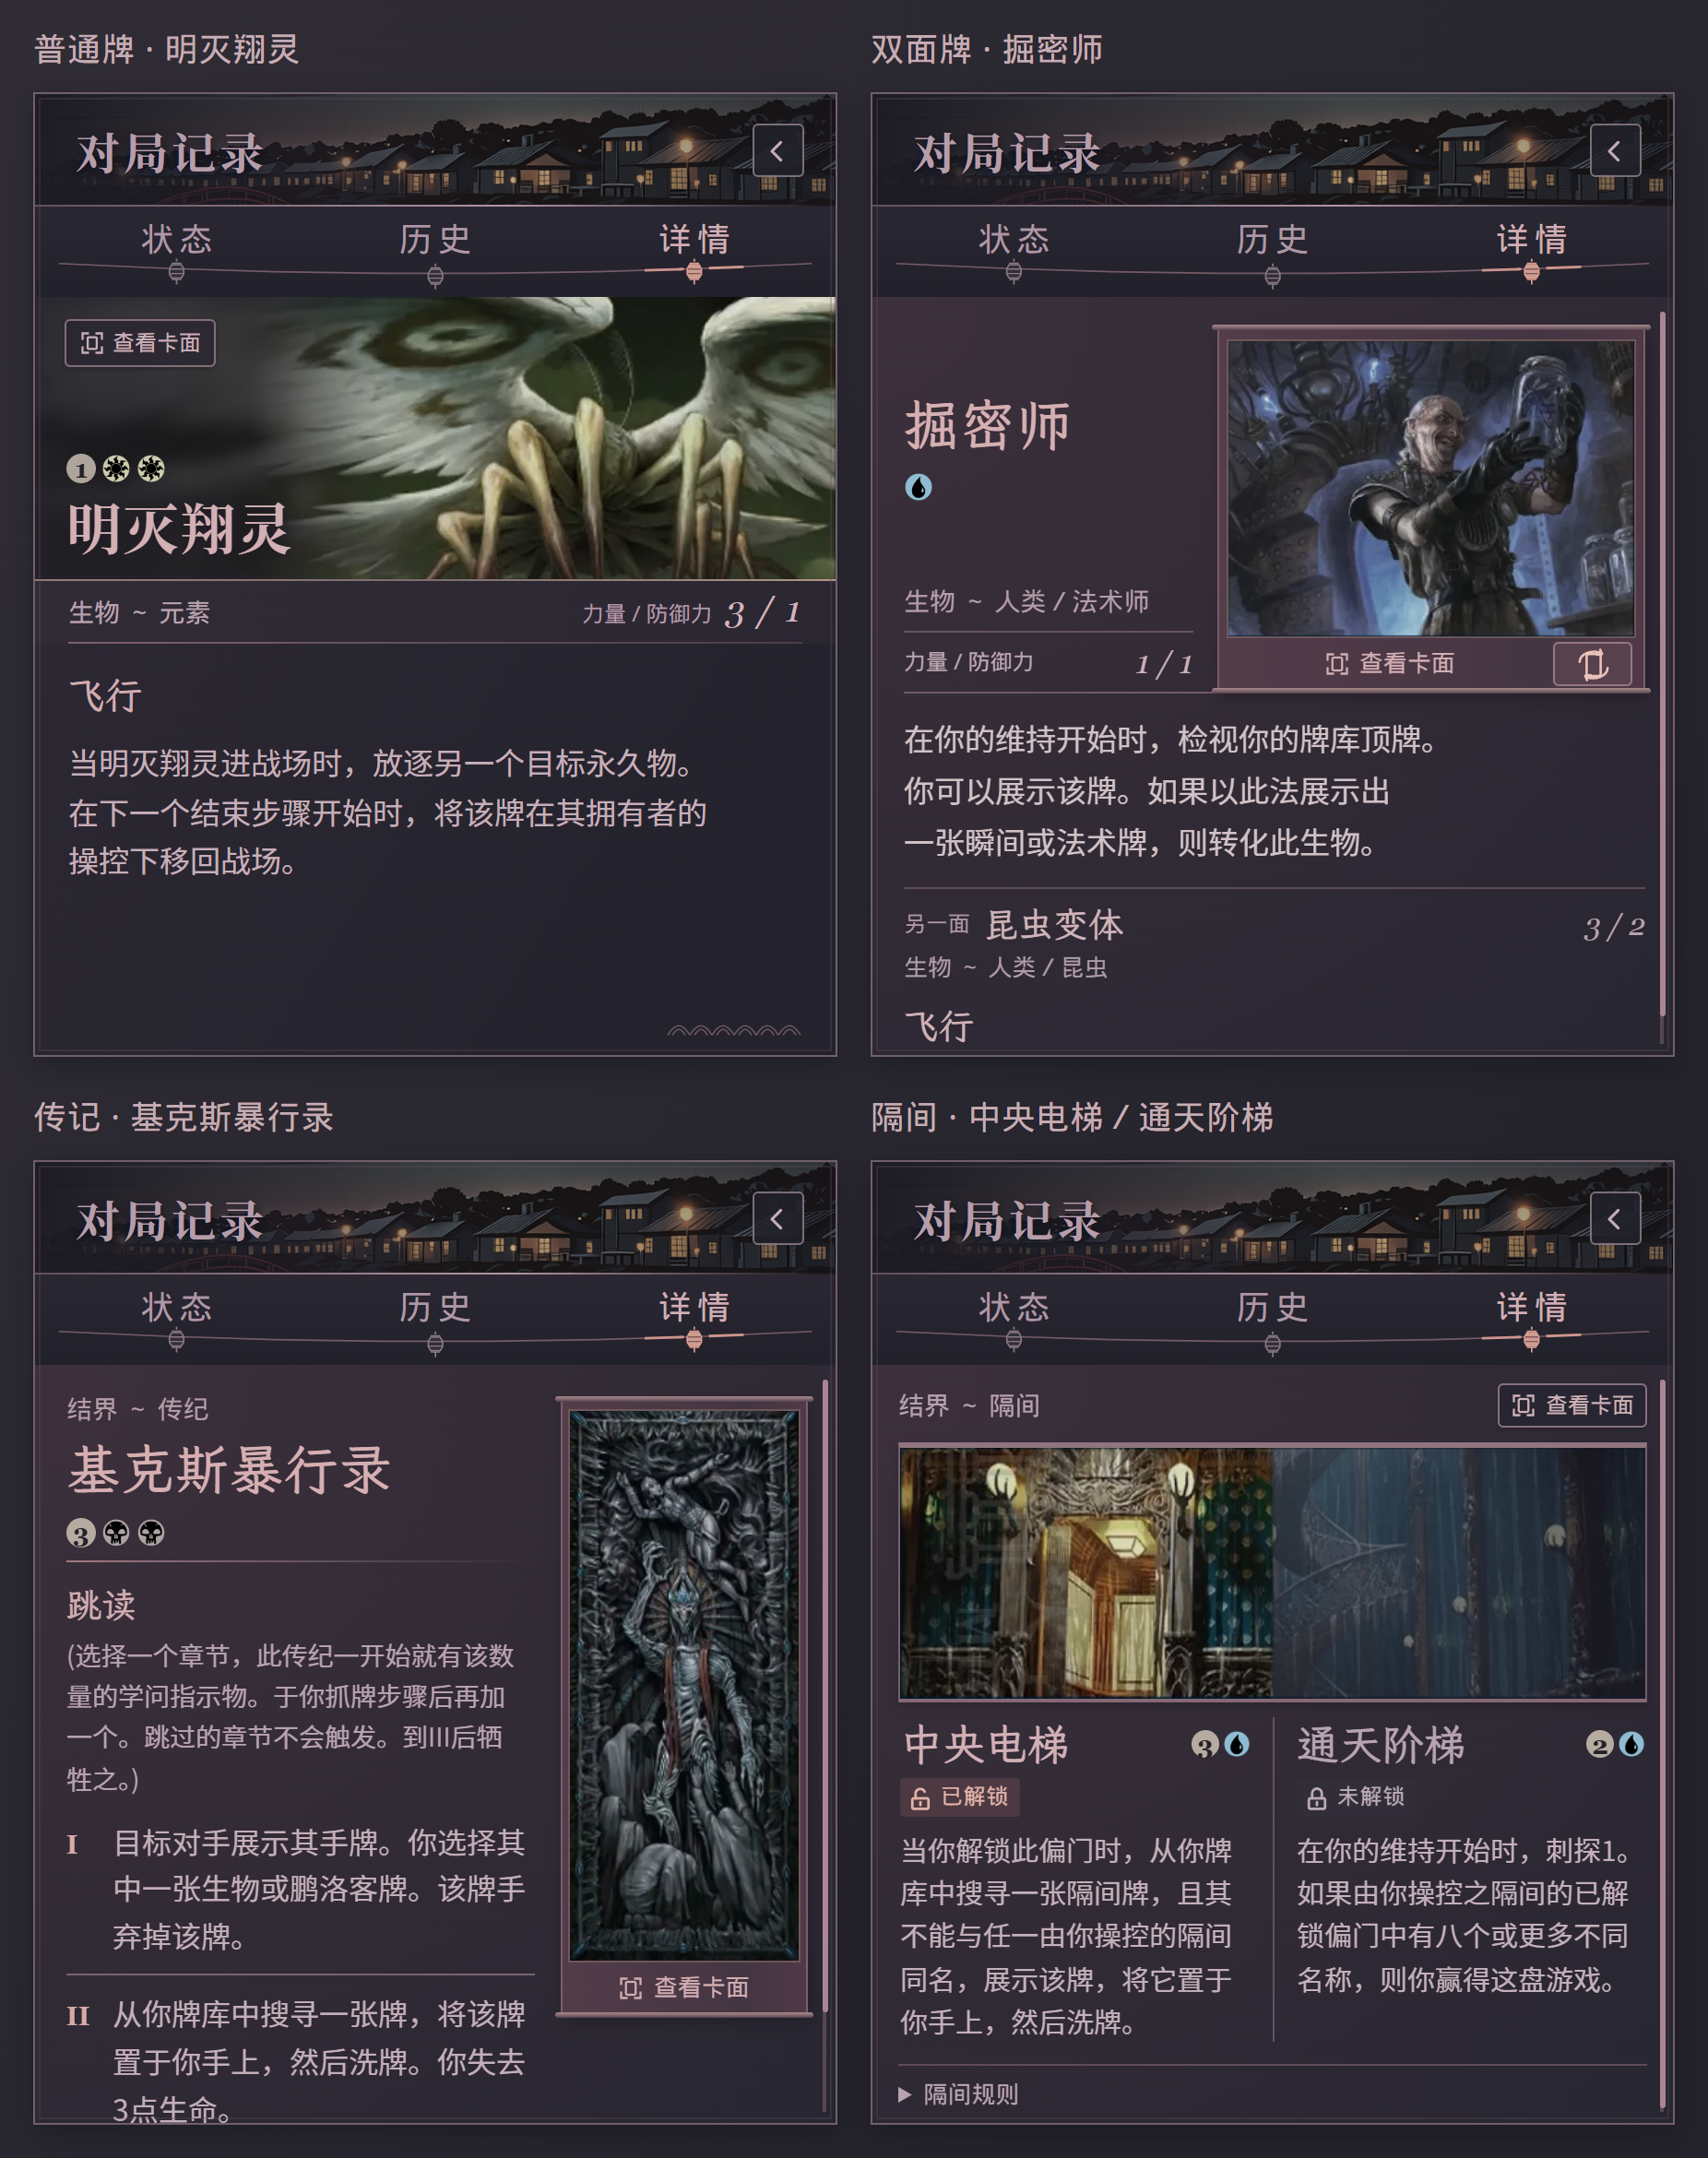 普通牌 · 明灭翔灵
对局记录
状态 历史 详情
查看卡面
1
明灭翔灵
生物 ~ 元素 力量 / 防御力 3 / 1
飞行
当明灭翔灵进战场时，放逐另一个目标永久物。
在下一个结束步骤开始时，将该牌在其拥有者的
操控下移回战场。
双面牌 · 掘密师
对局记录
状态 历史 详情
掘密师
生物 ~ 人类 / 法术师
力量 / 防御力 1 / 1
查看卡面
在你的维持开始时，检视你的牌库顶牌。
你可以展示该牌。如果以此法展示出
一张瞬间或法术牌，则转化此生物。
另一面 昆虫变体 3 / 2
生物 ~ 人类 / 昆虫
飞行
传记 · 基克斯暴行录
对局记录
状态 历史 详情
结界 ~ 传纪
基克斯暴行录
3
跳读
(选择一个章节，此传纪一开始就有该数
量的学问指示物。于你抓牌步骤后再加
一个。跳过的章节不会触发。到III后牺
牲之。)
I 目标对手展示其手牌。你选择其
中一张生物或鹏洛客牌。该牌手
弃掉该牌。
II 从你牌库中搜寻一张牌，将该牌
置于你手上，然后洗牌。你失去
3点生命。
查看卡面
隔间 · 中央电梯 / 通天阶梯
对局记录
状态 历史 详情
结界 ~ 隔间 查看卡面
中央电梯 3
已解锁
当你解锁此偏门时，从你牌
库中搜寻一张隔间牌，且其
不能与任一由你操控的隔间
同名，展示该牌，将它置于
你手上，然后洗牌。
通天阶梯 2
未解锁
在你的维持开始时，刺探1。
如果由你操控之隔间的已解
锁偏门中有八个或更多不同
名称，则你赢得这盘游戏。
隔间规则